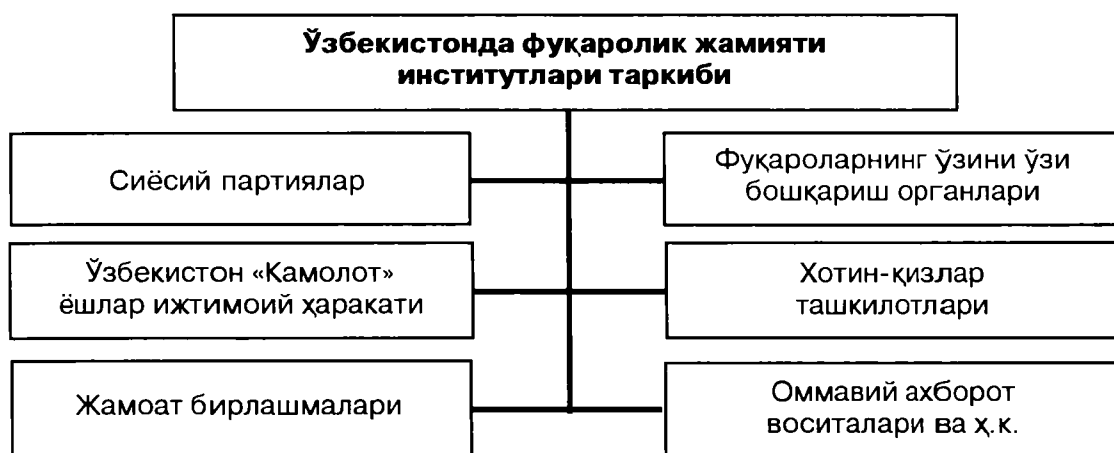 Ўзбекистонда фуқаролик жамияти
институтлари таркиби
Сиёсий партиялар
Фуқароларнинг ўзини ўзи
бошқариш органлари
Ўзбекистон «Камолот»
ёшлар ижтимоий ҳаракати
Хотин-қизлар
ташкилотлари
Жамоат бирлашмалари
Оммавий ахборот
воситалари ва ҳ.к.